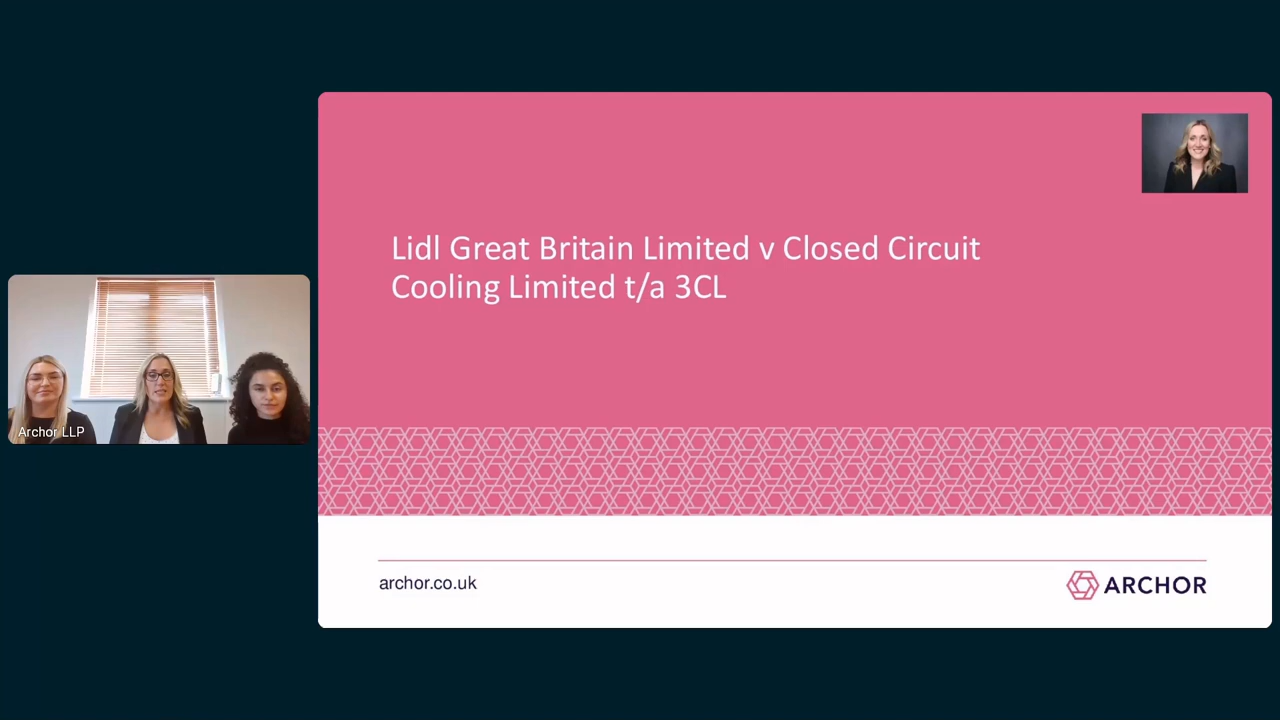 Lidl Great Britain Limited v Closed Circuit
Cooling Limited t/a 3CL
Archor LLP
archor.co.uk
ARCHOR